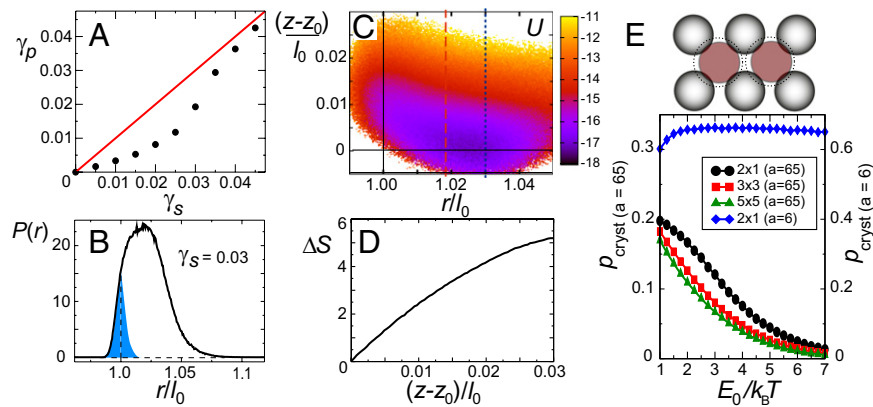 A
γp
0.04
0.03
0.02
0.01
0
0 0.01 0.02 0.03 0.04
γs
B
P(r)
γs = 0.03
20
10
0
1.0 1.05 1.1
r/l0
C
(z-z0)
l0
U
0.02
0.01
0
1.00 1.02 1.04
r/l0
-11
-12
-13
-14
-15
-16
-17
-18
D
ΔS
6
4
2
0
0 0.01 0.02 0.03
(z-z0)/l0
E
pcryst (a = 65)
0.3
0.2
0.1
0
2x1 (a=65)
3x3 (a=65)
5x5 (a=65)
2x1 (a=6)
0.6
0.4
0.2
0
pcryst (a = 6)
1 2 3 4 5 6 7
E0/kBT